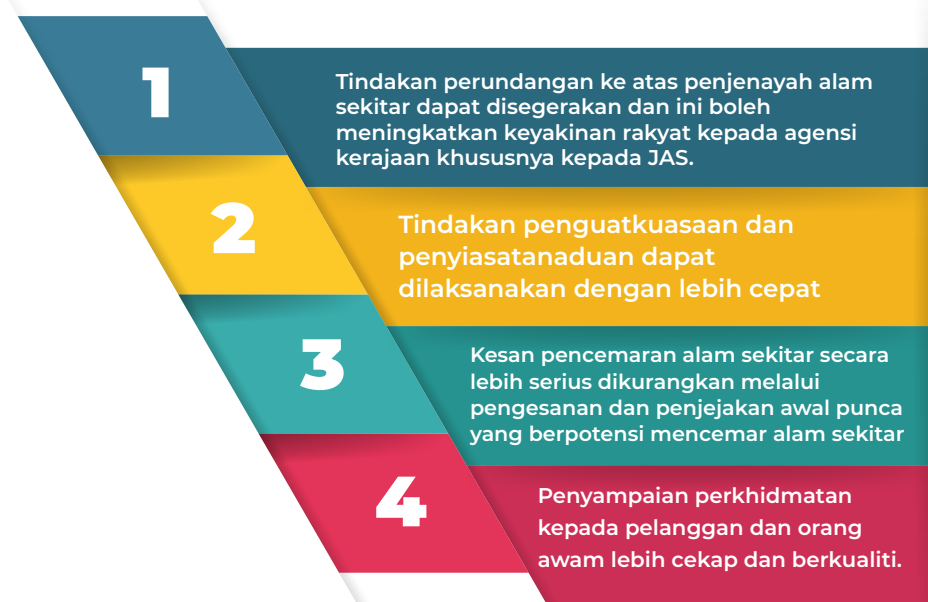 1
Tindakan perundangan ke atas penjenayah alam
sekitar dapat disegerakan dan ini boleh
meningkatkan keyakinan rakyat kepada agensi
kerajaan khususnya kepada JAS.
2
Tindakan penguatkuasaan dan
penyiasatanaduan dapat
dilaksanakan dengan lebih cepat
3
Kesan pencemaran alam sekitar secara
lebih serius dikurangkan melalui
pengesanan dan penjejakan awal punca
yang berpotensi mencemar alam sekitar
4
Penyampaian perkhidmatan
kepada pelanggan dan orang
awam lebih cekap dan berkualiti.